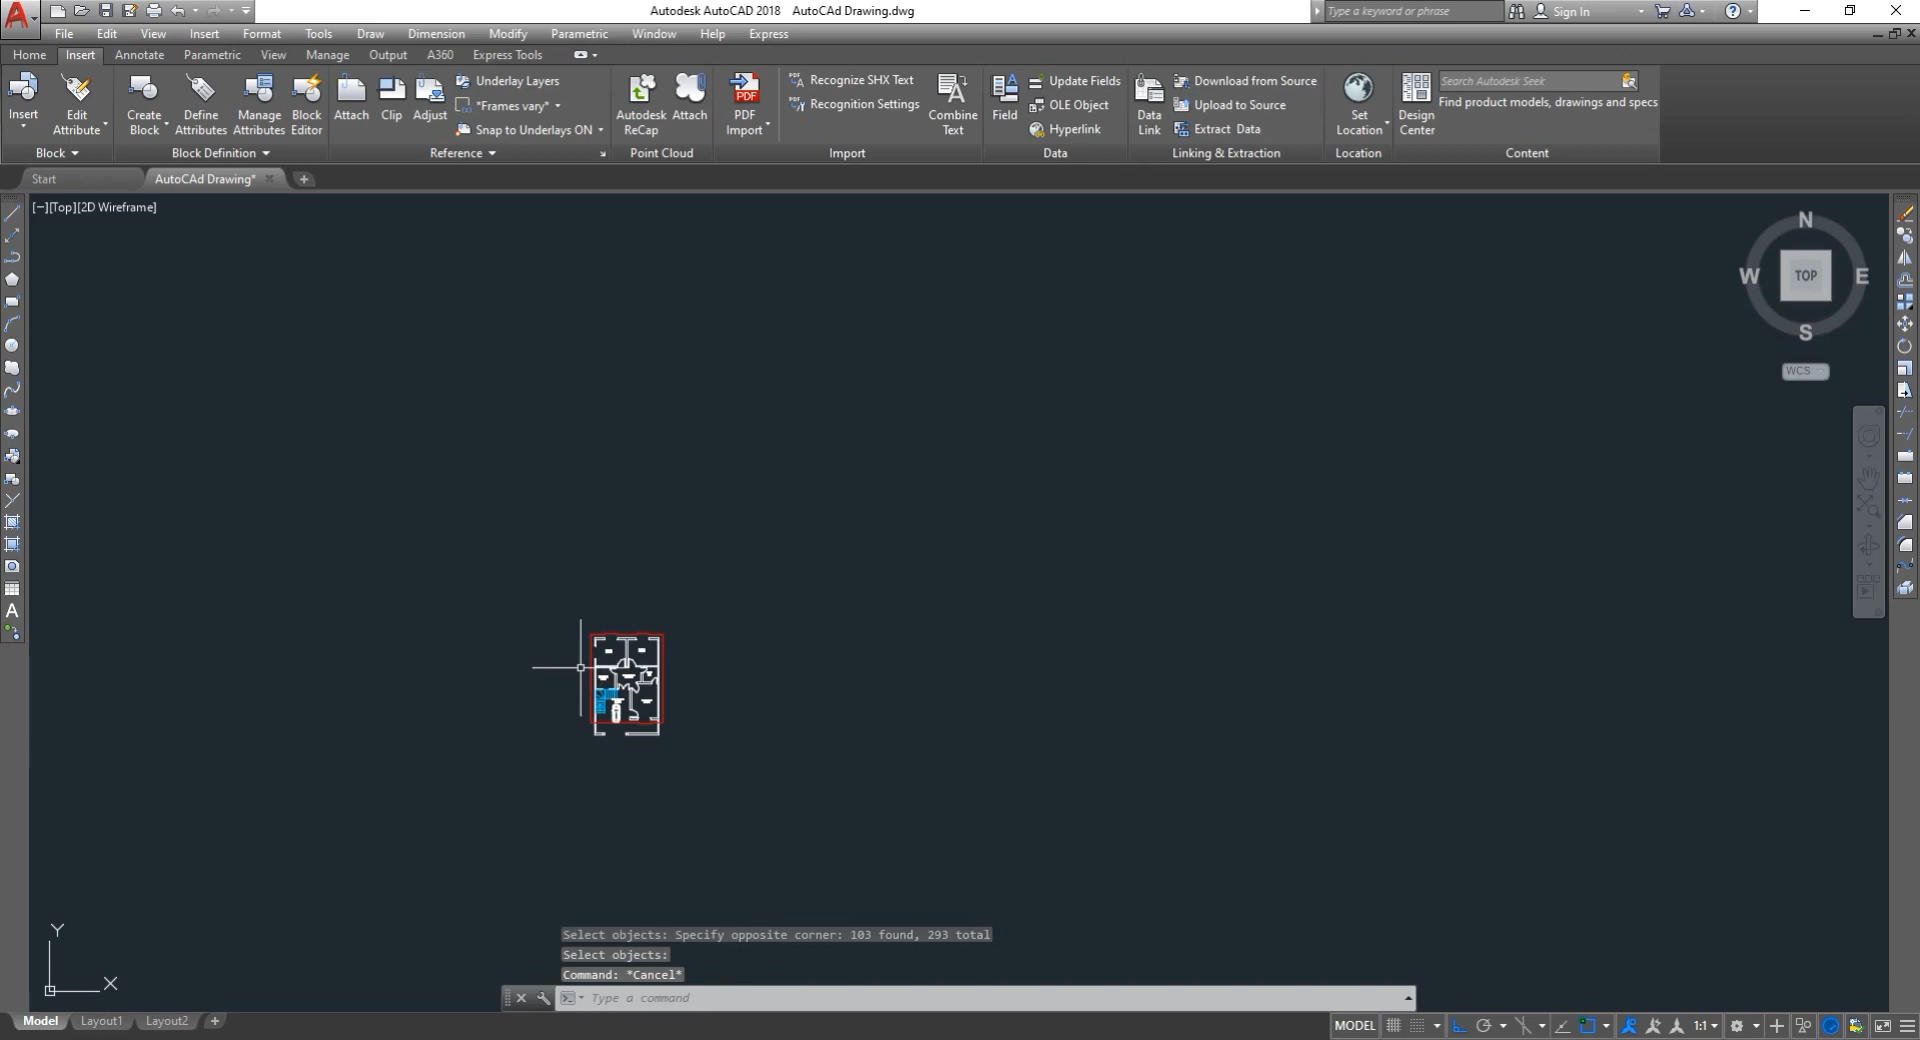 Autodesk AutoCAD 2018 AutoCAd Drawing.dwg
Type a keyword or phrase
Sign In
File Edit View Insert Format Tools Draw Dimension Modify Parametric Window Help Express
Home Insert Annotate Parametric View Manage Output A360 Express Tools
Insert
Edit Attribute
Block
Create Block
Define Attributes
Manage Attributes
Block Editor
Block Definition
Attach
Clip
Adjust
Underlay Layers
*Frames vary*
Snap to Underlays ON
Reference
Autodesk ReCap
Attach
Point Cloud
PDF
PDF Import
Recognize SHX Text
Recognition Settings
Combine Text
Import
Field
Update Fields
OLE Object
Hyperlink
Data
Data Link
Download from Source
Upload to Source
Extract Data
Linking & Extraction
Set Location
Location
Design Center
Search Autodesk Seek
Find product models, drawings and specs
Content
Start
AutoCAd Drawing*
[−][Top][2D Wireframe]
N
W TOP E
S
WCS
Y
X
Select objects: Specify opposite corner: 103 found, 293 total
Select objects:
Command: *Cancel*
Type a command
Model Layout1 Layout2
MODEL
1:1